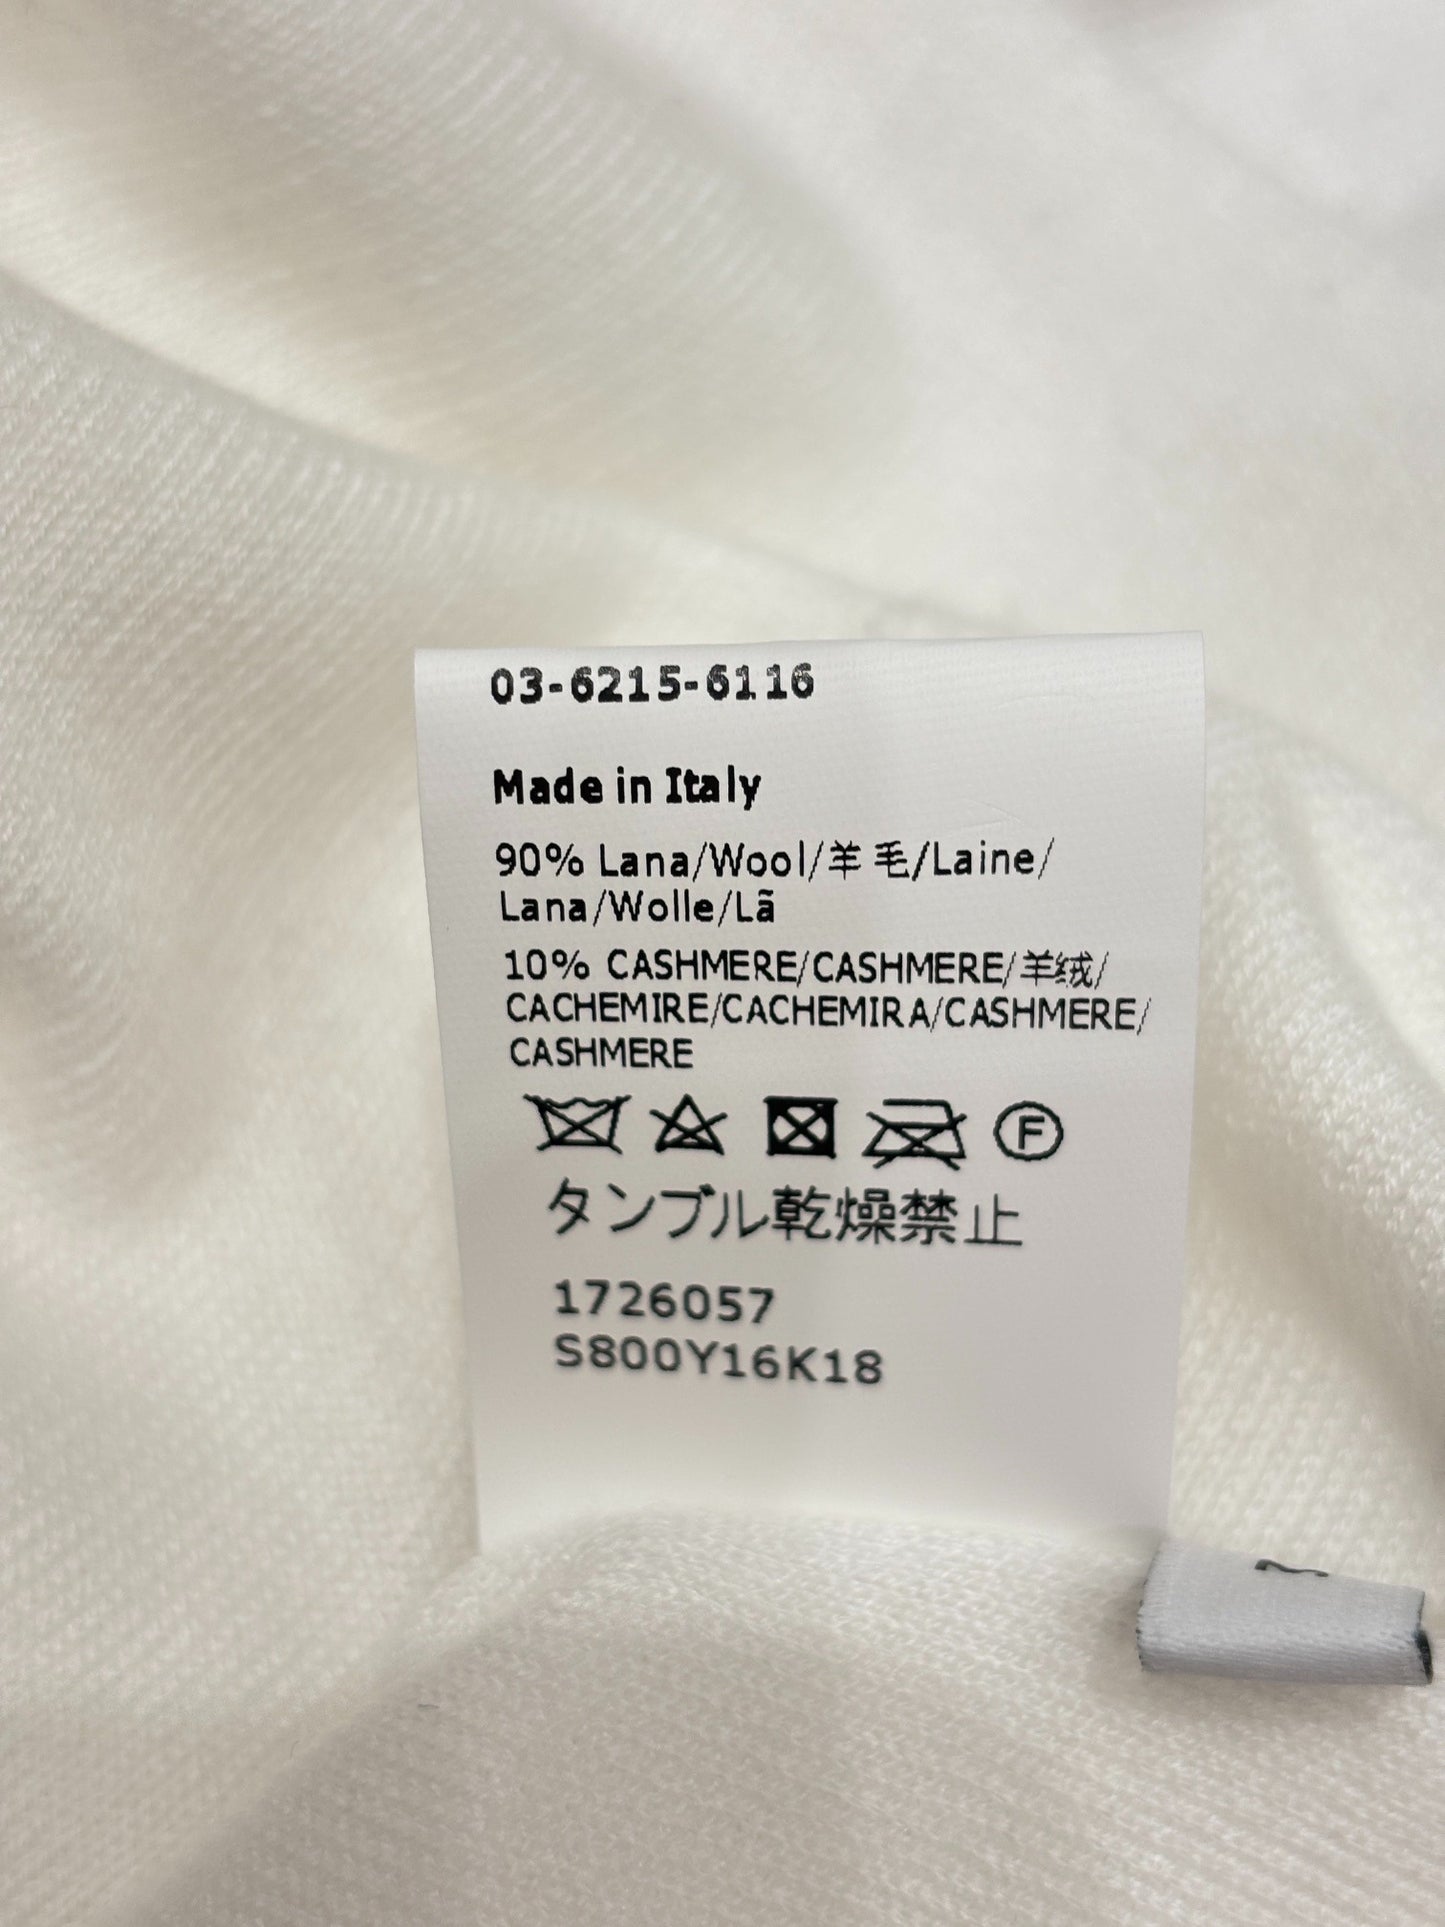 03-6215-6116
Made in Italy
90% Lana/Wool/羊毛/Laine/
Lana/Wolle/Lã
10% CASHMERE/CASHMERE/羊绒/
CACHEMIRE/CACHEMIRA/CASHMERE/
CASHMERE
F
タンブル乾燥禁止
1726057
S800Y16K18